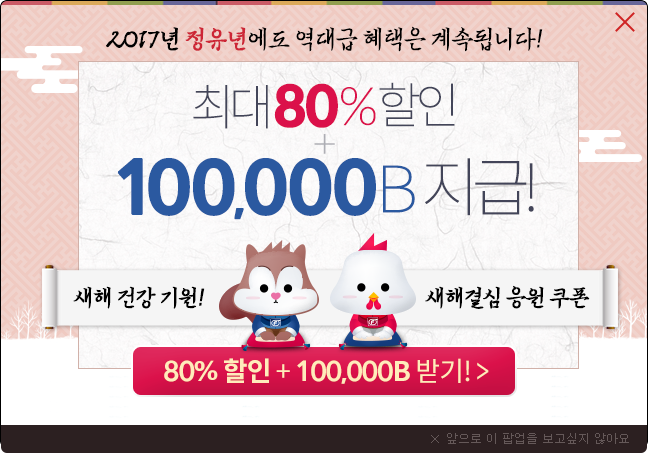 2017년 정유년에도 역대급 혜택은 계속됩니다!
최대80%할인
+
100,000B 지급!
새해 건강 기원!
새해결심 응원 쿠폰
80% 할인 + 100,000B 받기! >
× 앞으로 이 팝업을 보고싶지 않아요